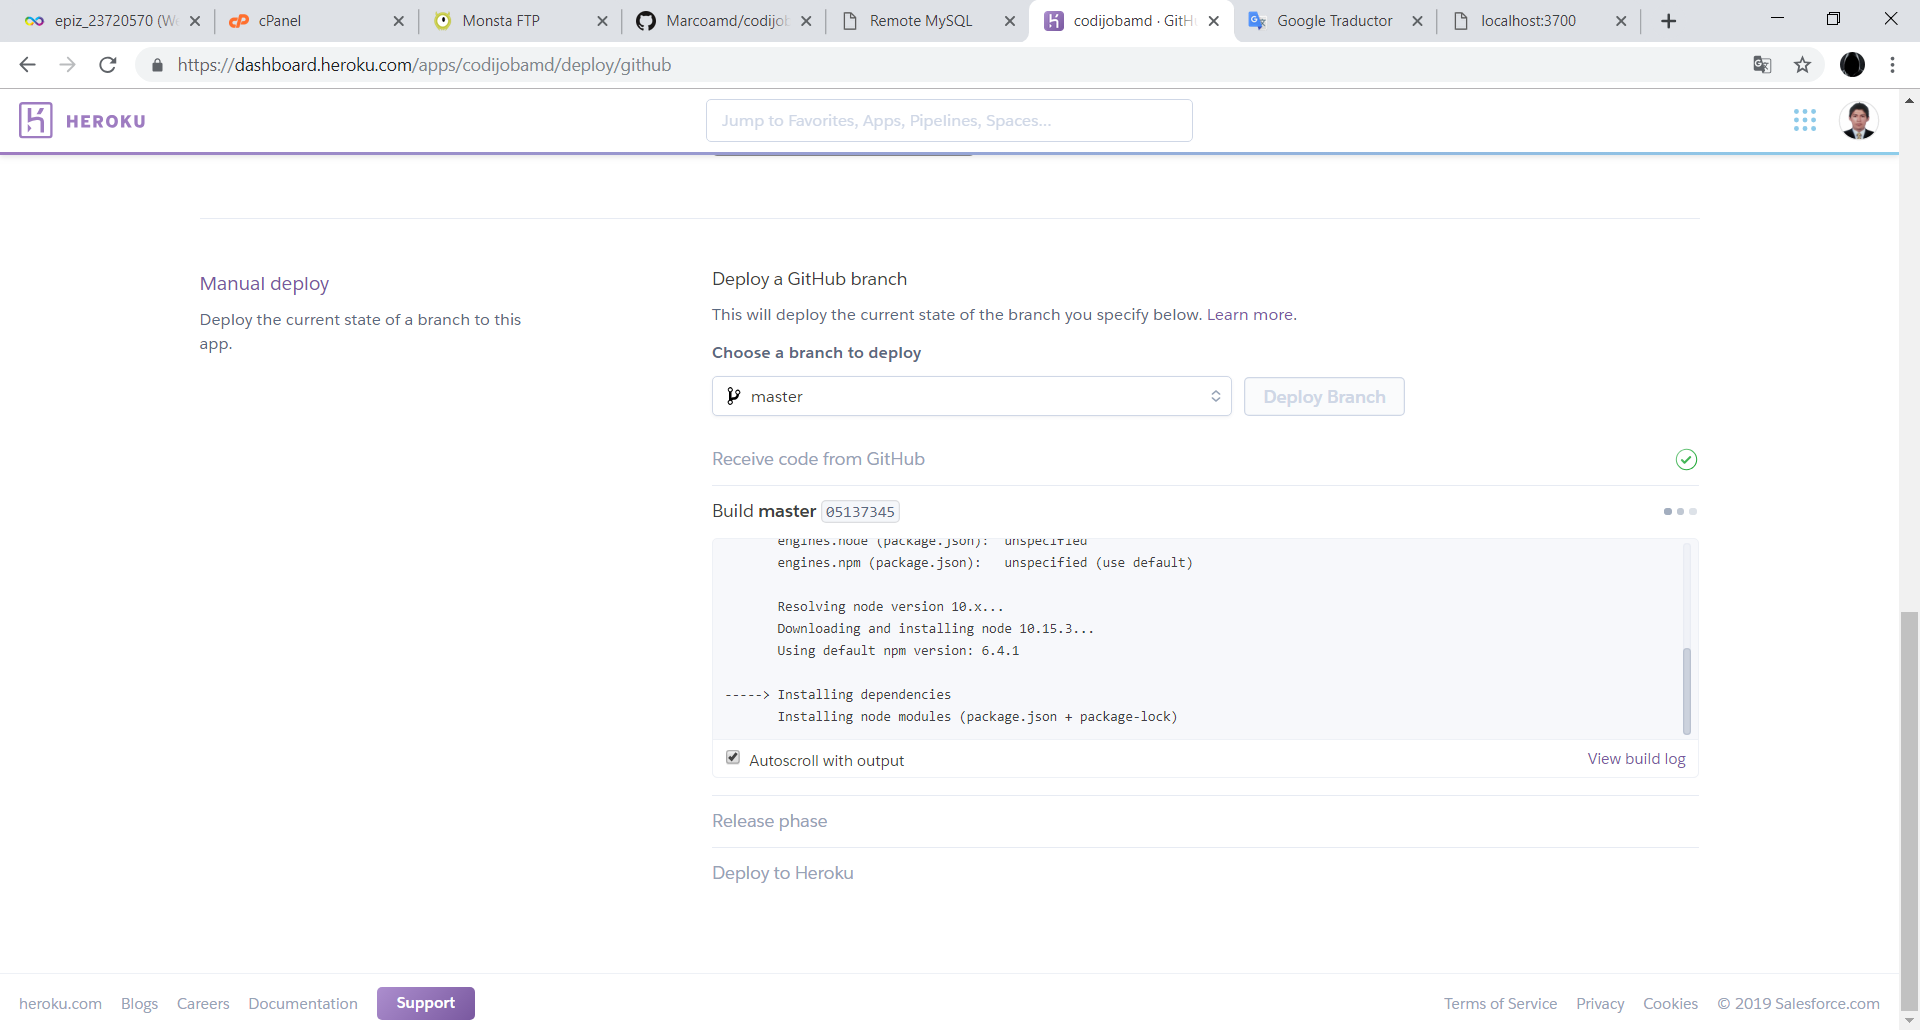 epiz_23720570 (W
cPanel
Monsta FTP
Marcoamd/codijob
Remote MySQL
codijobamd · GitH
Google Traductor
localhost:3700
https://dashboard.heroku.com/apps/codijobamd/deploy/github
HEROKU
Jump to Favorites, Apps, Pipelines, Spaces...
Manual deploy
Deploy the current state of a branch to this
app.
Deploy a GitHub branch
This will deploy the current state of the branch you specify below. Learn more.
Choose a branch to deploy
master
Deploy Branch
Receive code from GitHub
Build master 05137345
engines.node (package.json):  unspecified
engines.npm (package.json):   unspecified (use default)
Resolving node version 10.x...
Downloading and installing node 10.15.3...
Using default npm version: 6.4.1
-----> Installing dependencies
Installing node modules (package.json + package-lock)
Autoscroll with output
View build log
Release phase
Deploy to Heroku
heroku.com Blogs Careers Documentation Support Terms of Service Privacy Cookies © 2019 Salesforce.com